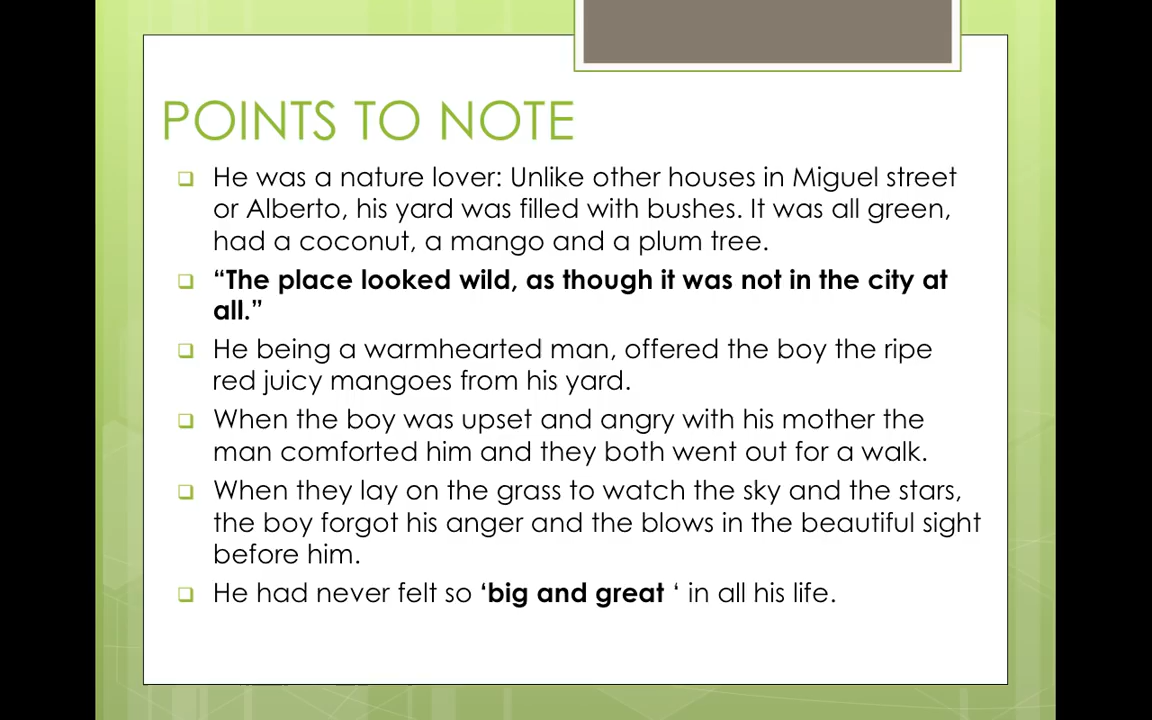 POINTS TO NOTE
He was a nature lover: Unlike other houses in Miguel street
or Alberto, his yard was filled with bushes. It was all green,
had a coconut, a mango and a plum tree.
“The place looked wild, as though it was not in the city at
all.”
He being a warmhearted man, offered the boy the ripe
red juicy mangoes from his yard.
When the boy was upset and angry with his mother the
man comforted him and they both went out for a walk.
When they lay on the grass to watch the sky and the stars,
the boy forgot his anger and the blows in the beautiful sight
before him.
He had never felt so ‘big and great ‘ in all his life.